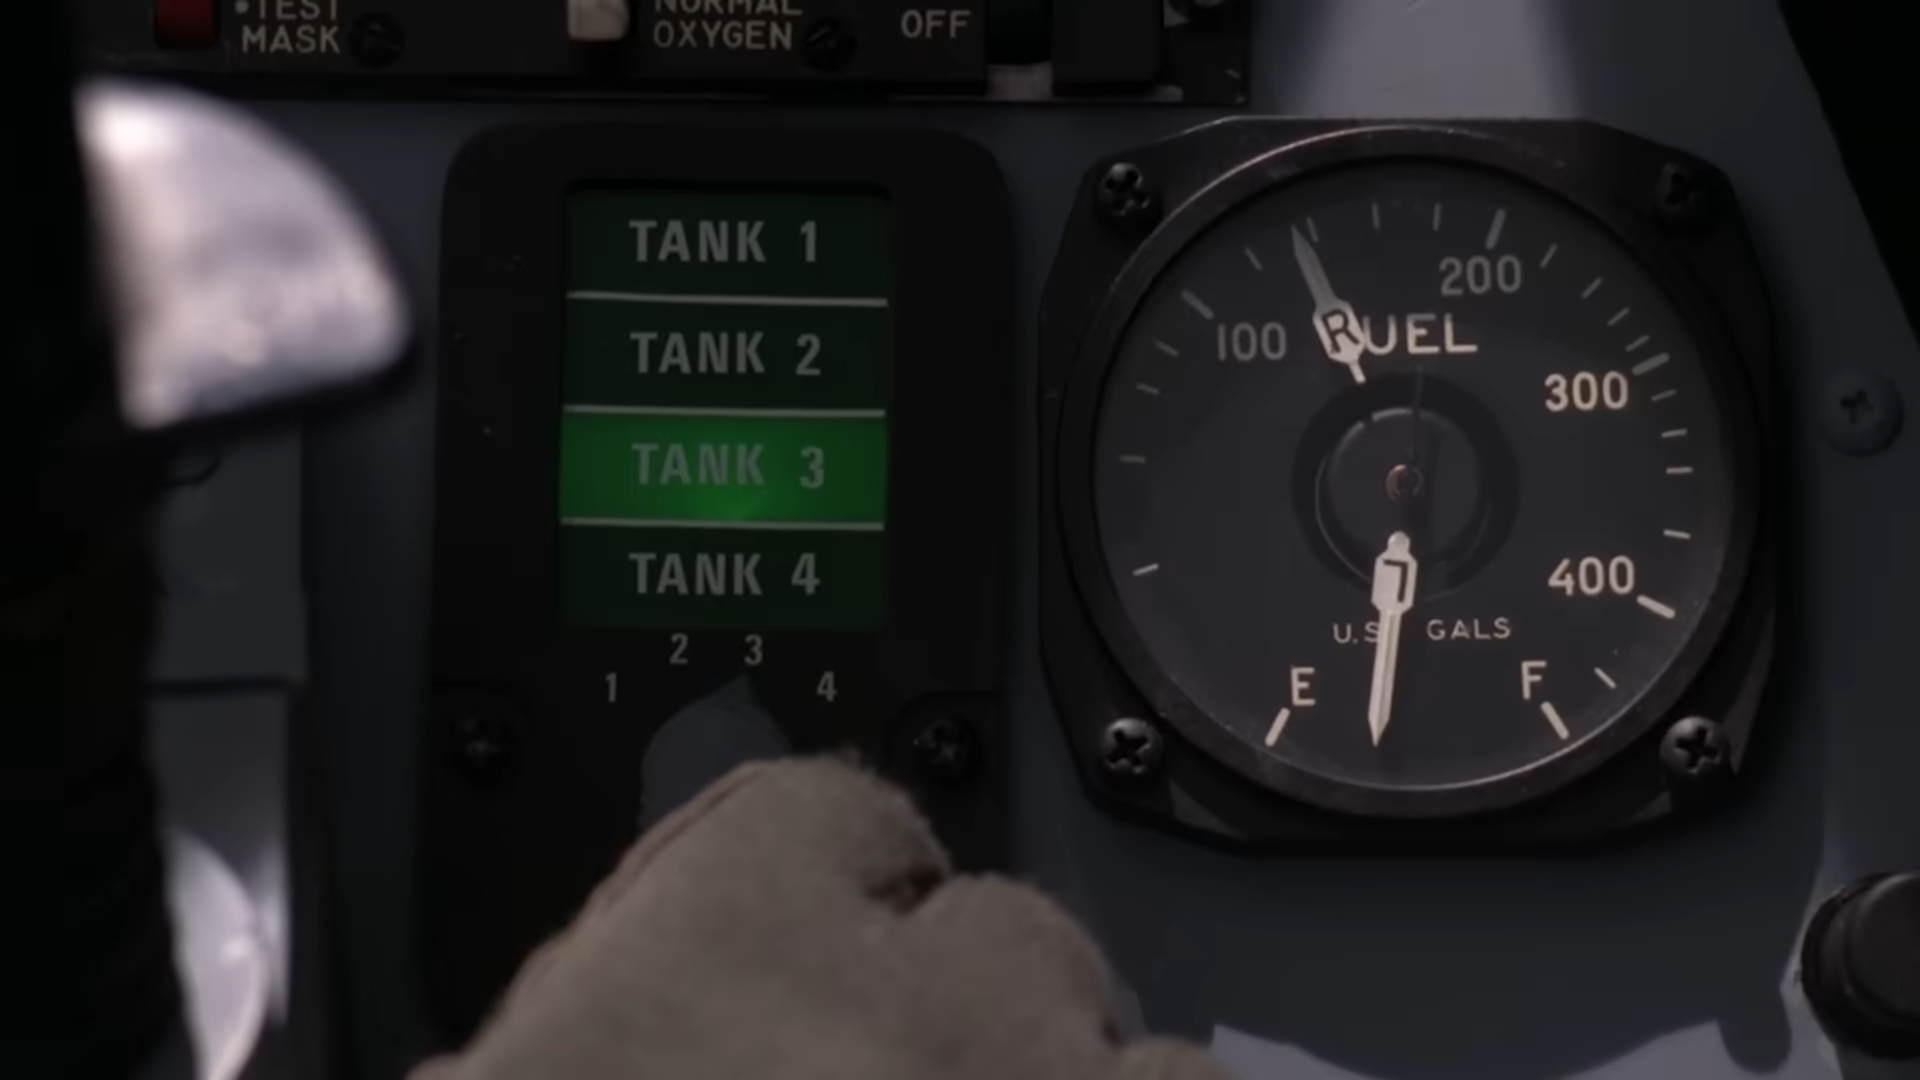 •TEST
MASK
NORMAL
OXYGEN
OFF
TANK 1
TANK 2
TANK 3
TANK 4
2 3
1 4
200
100
R UEL
300
400
L
U.S GALS
E F